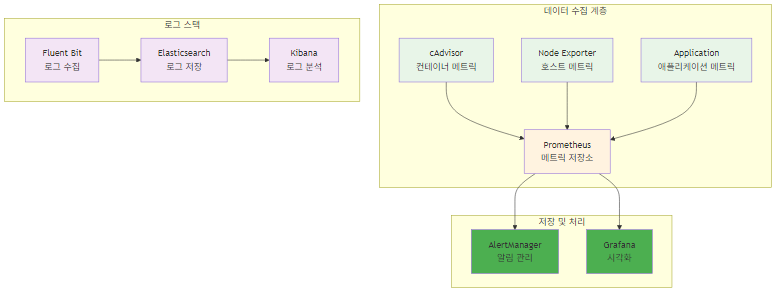 로그 스택
Fluent Bit
로그 수집
Elasticsearch
로그 저장
Kibana
로그 분석
데이터 수집 계층
cAdvisor
컨테이너 메트릭
Node Exporter
호스트 메트릭
Application
애플리케이션 메트릭
Prometheus
메트릭 저장소
저장 및 처리
AlertManager
알림 관리
Grafana
시각화